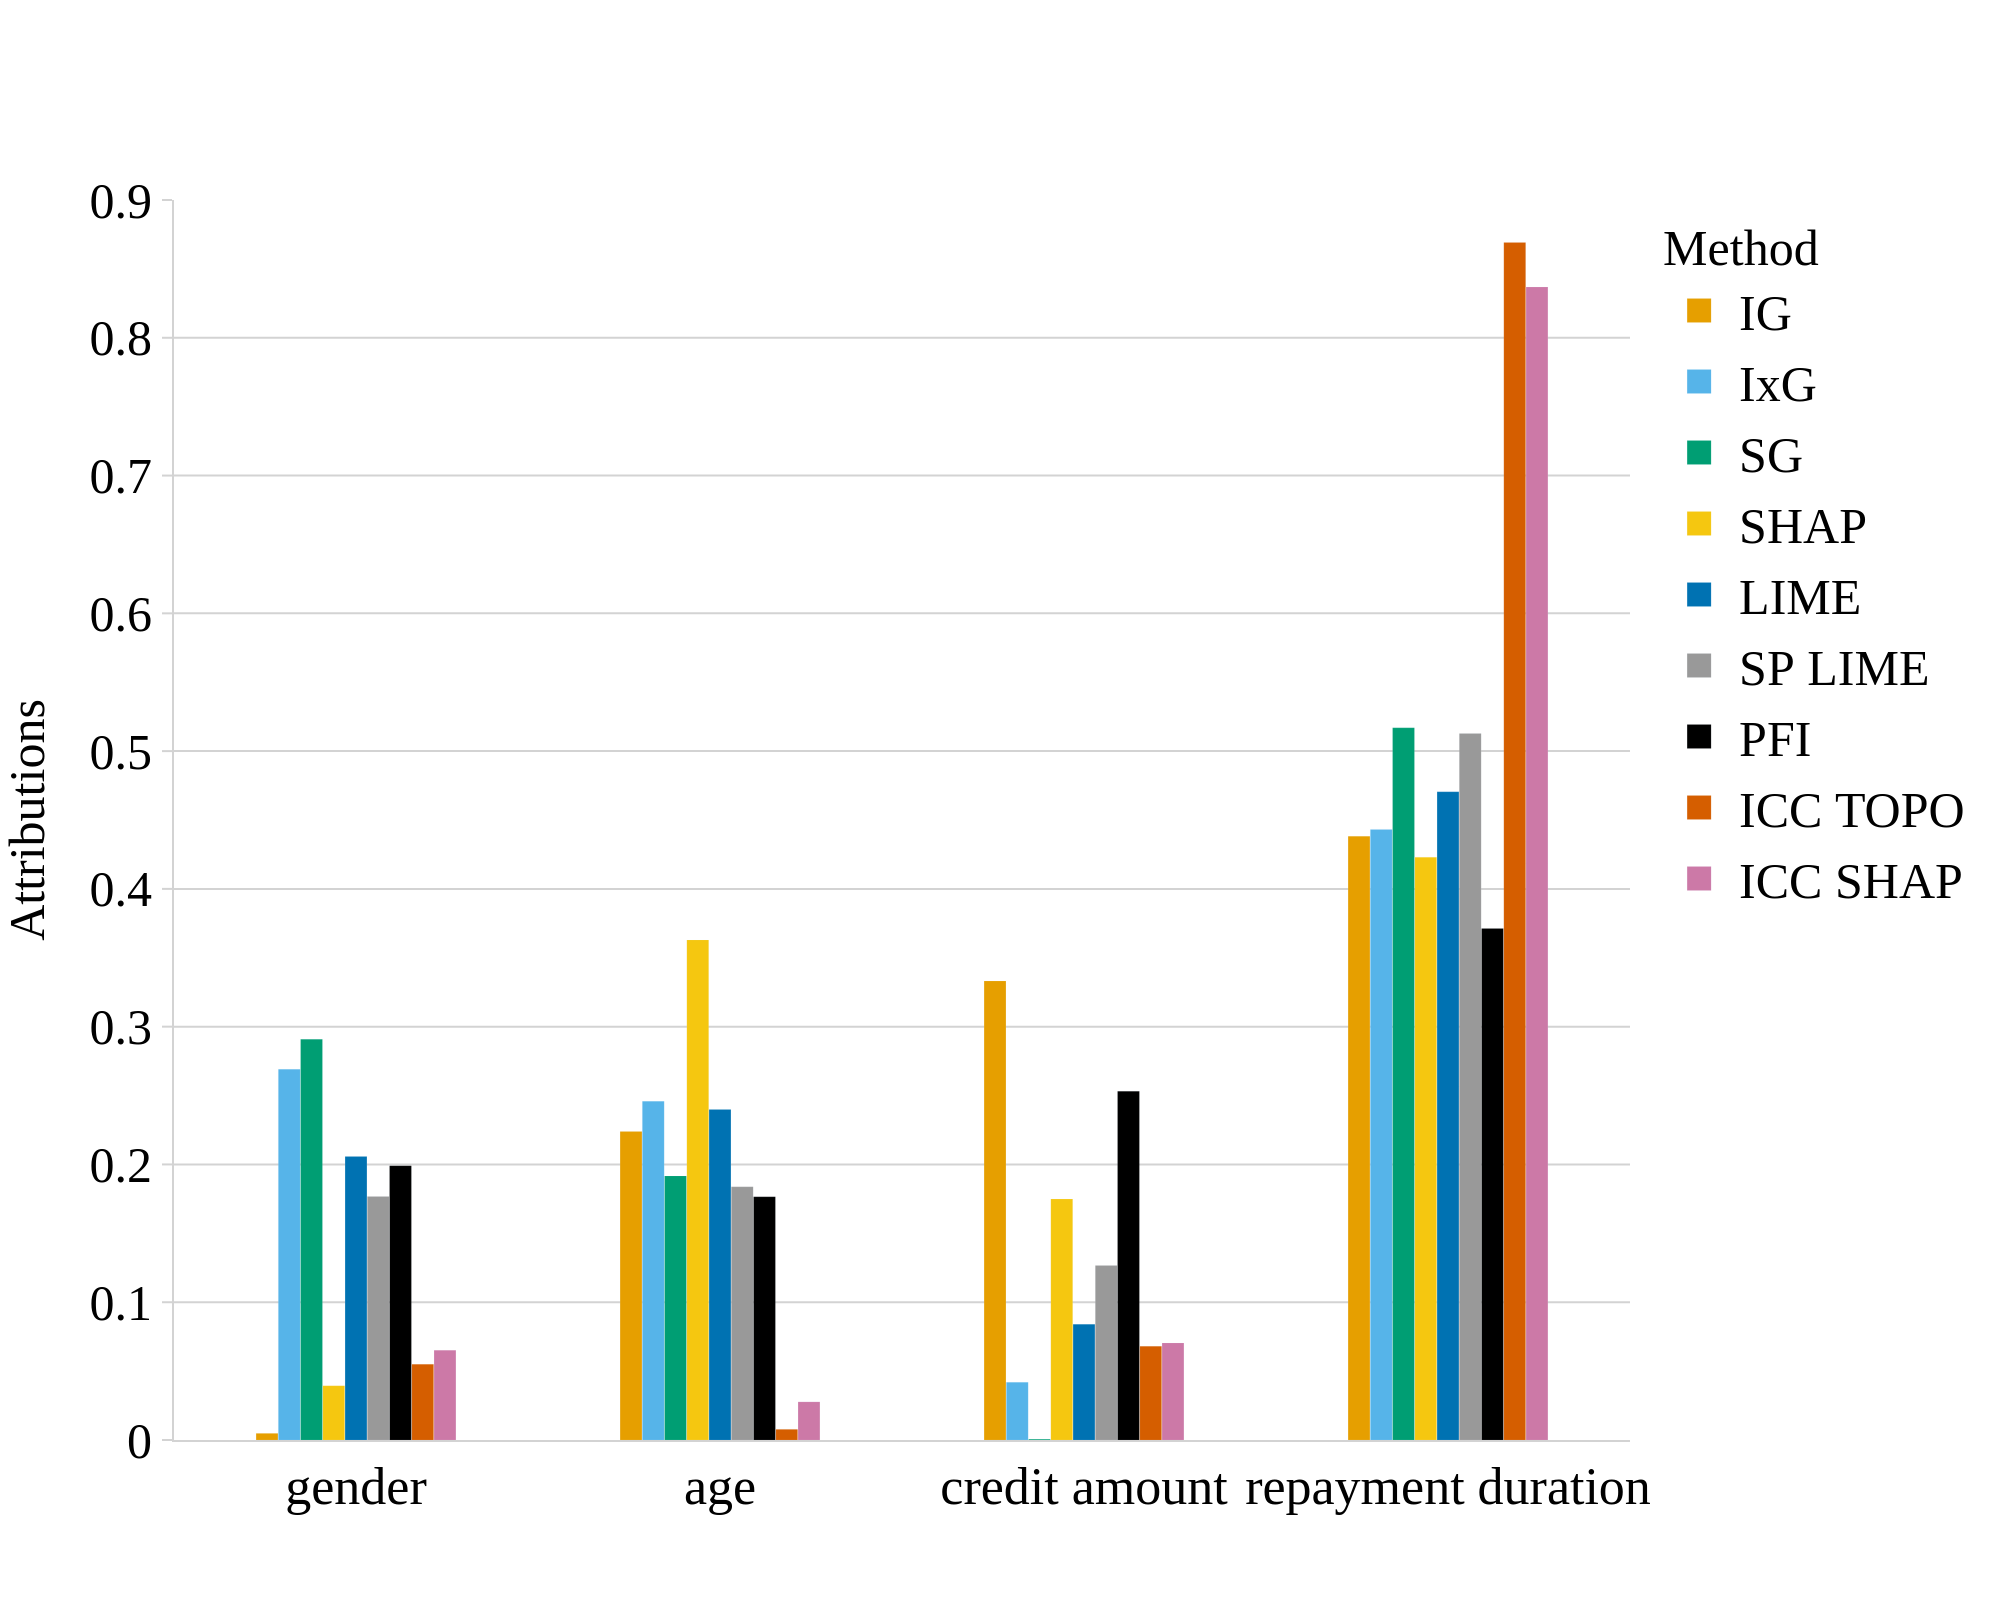 0.9
0.8
0.7
0.6
0.5
0.4
0.3
0.2
0.1
0
Attributions
gender
age
credit amount
repayment duration
Method
IG
IxG
SG
SHAP
LIME
SP LIME
PFI
ICC TOPO
ICC SHAP